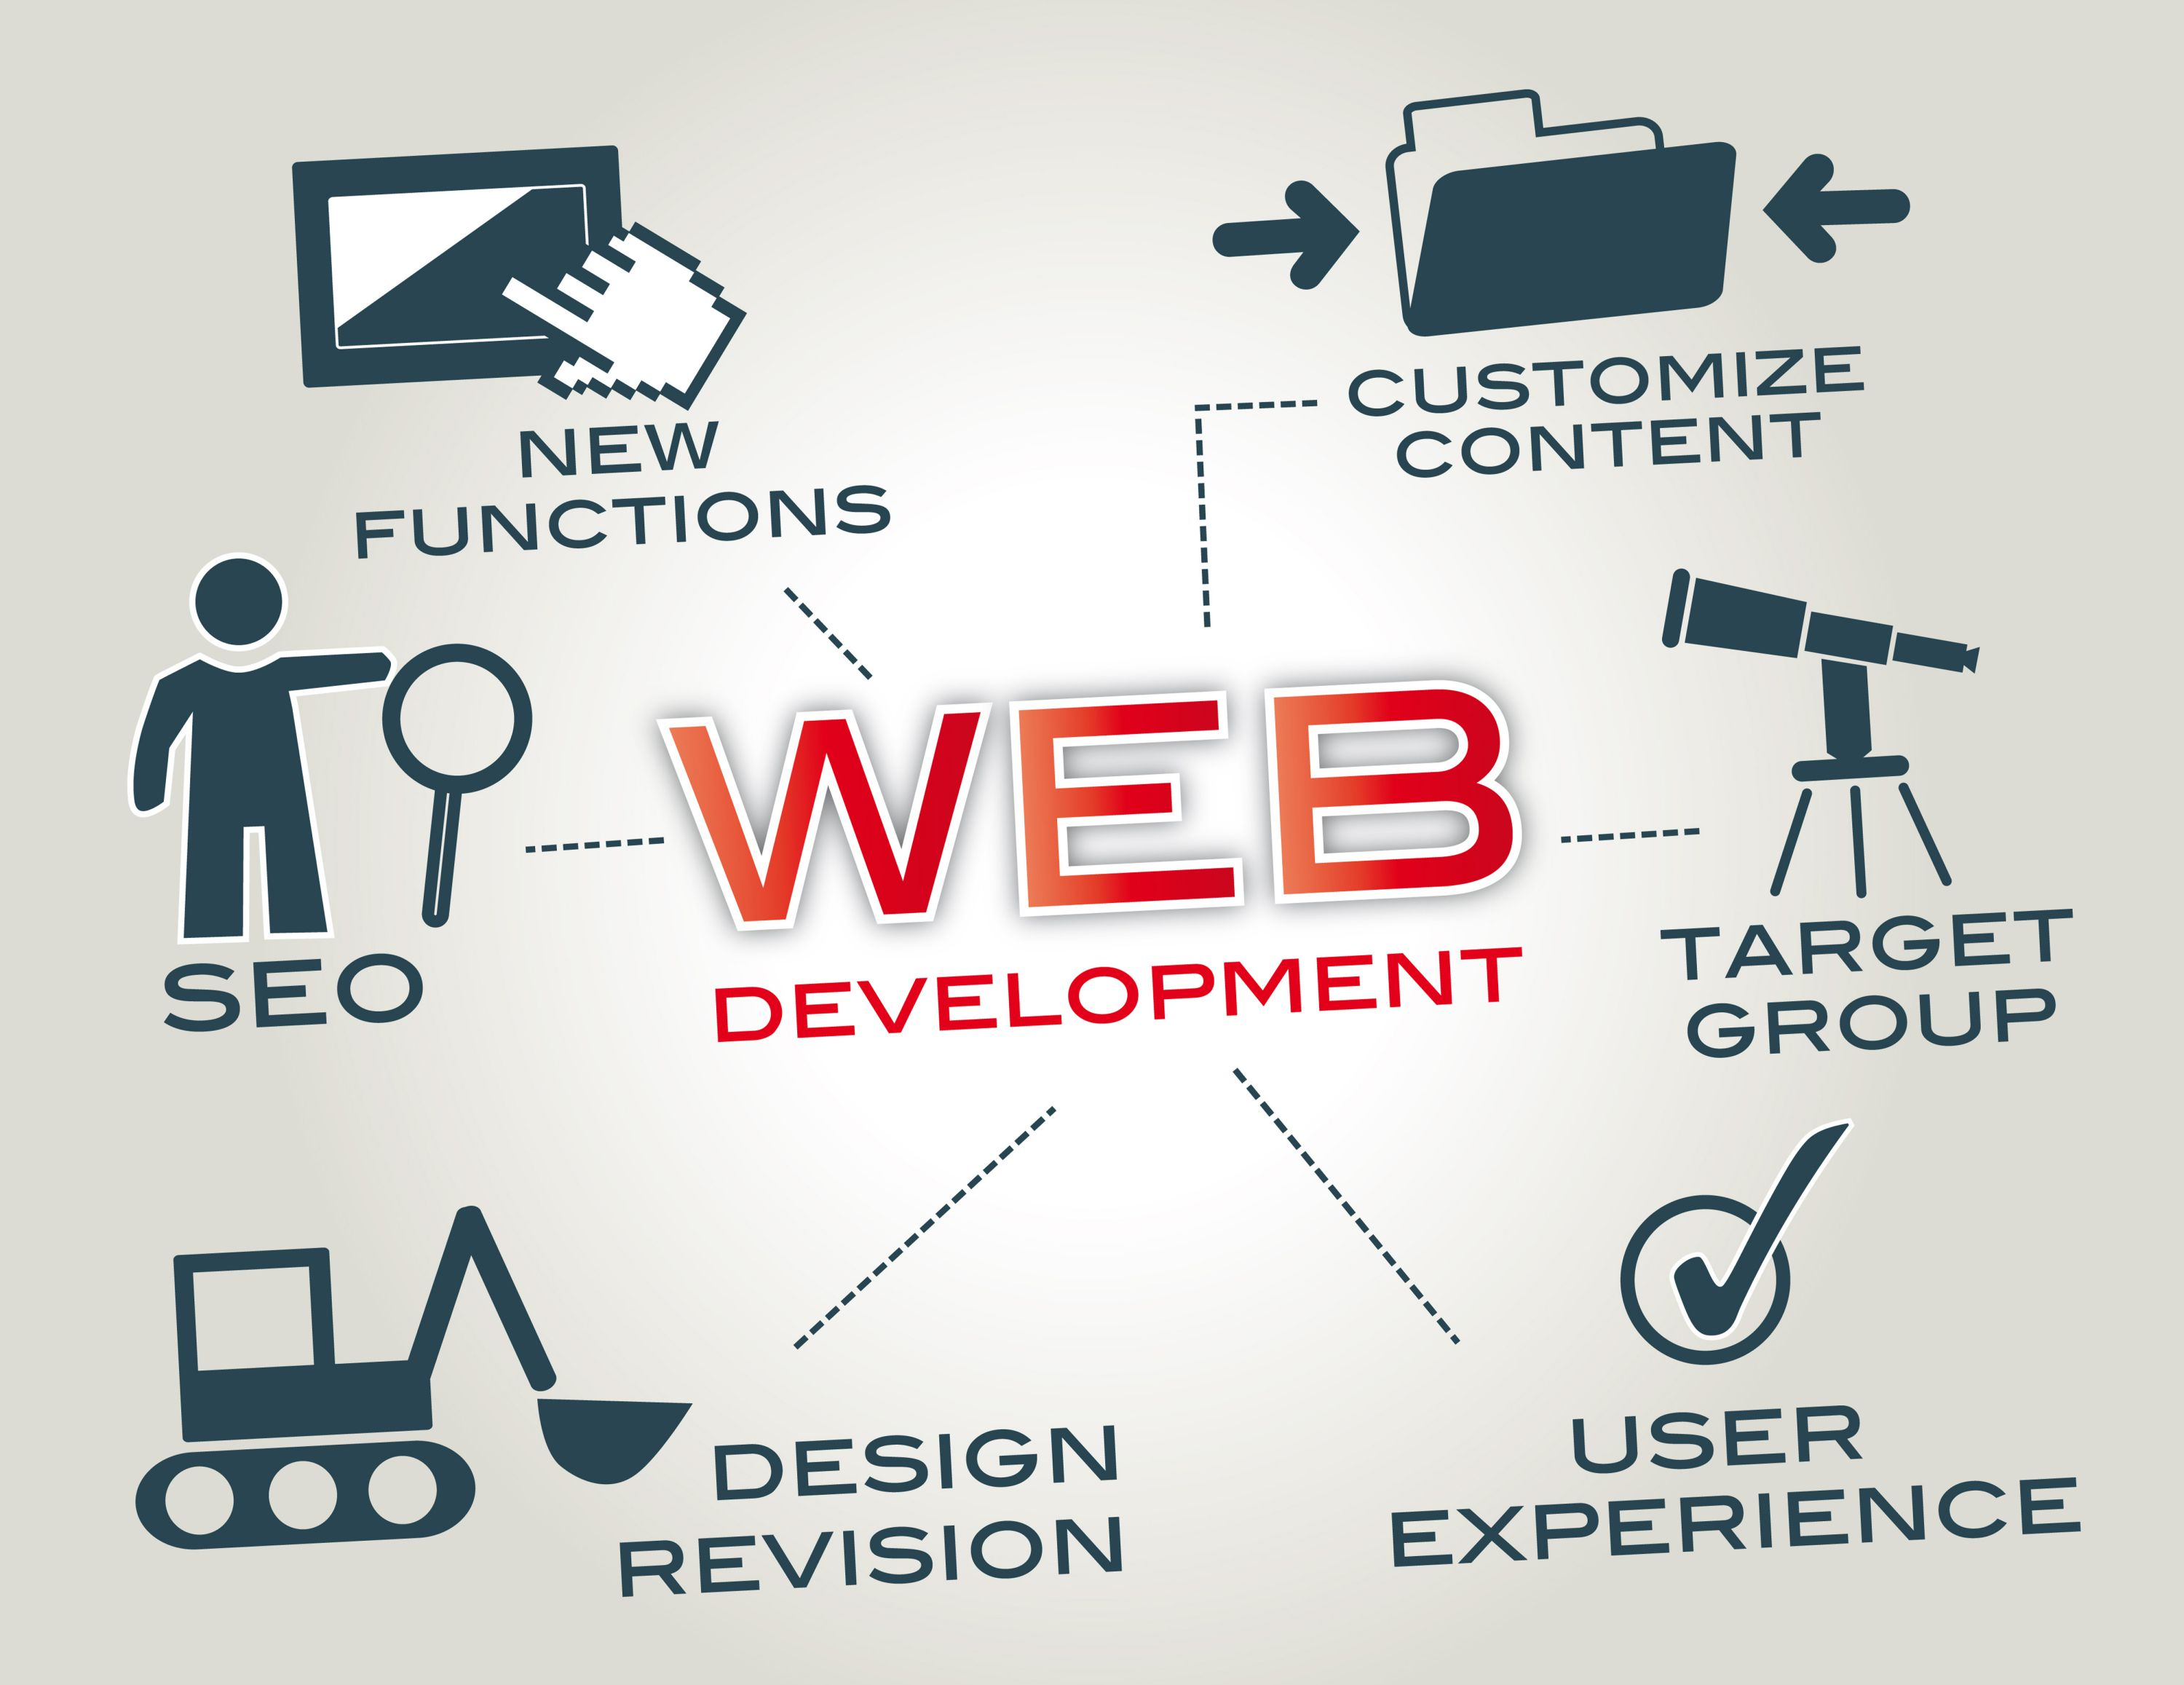 NEW
FUNCTIONS
CUSTOMIZE
CONTENT
SEO
WEB
DEVELOPMENT
TARGET
GROUP
DESIGN
REVISION
USER
EXPERIENCE